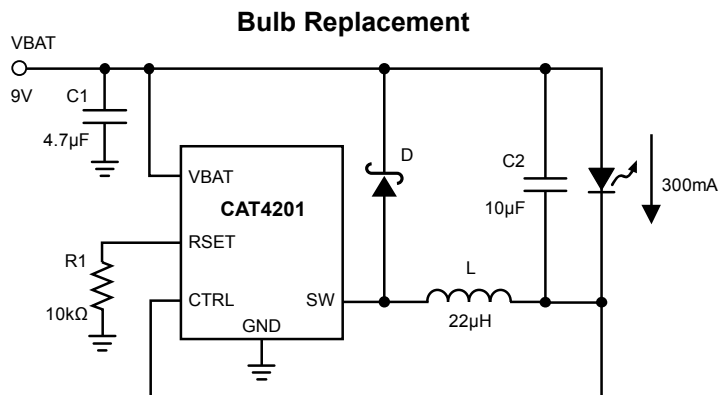 Bulb Replacement
VBAT
9V
C1
4.7µF
D
C2
10µF
300mA
VBAT
CAT4201
RSET
R1
10kΩ
CTRL
SW
GND
L
22µH